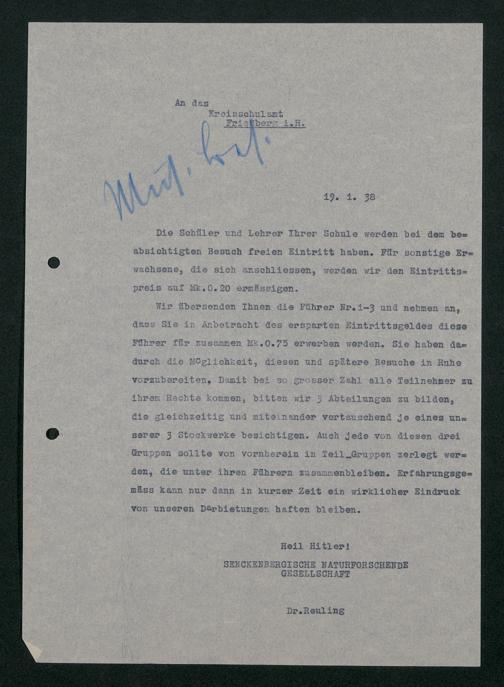 An das
Kreisschulamt
Friedberg i.H.
19. 1. 38
Die Schüler und Lehrer Ihrer Schule werden bei dem be=
absichtigten Besuch freien Eintritt haben. Für sonstige Er=
wachsene, die sich anschliessen, werden wir den Eintritts=
preis auf Mk.0.20 ermässigen.
Wir übersenden Ihnen die Führer Nr.1-3 und nehmen an,
dass Sie in Anbetracht des ersparten Eintrittsgeldes diese
Führer für zusammen Mk.0.75 erwerben werden. Sie haben da=
durch die Möglichkeit, diesen und spätere Besuche in Ruhe
vorzubereiten. Damit bei so grosser Zahl alle Teilnehmer zu
ihrem Rechte kommen, bitten wir 3 Abteilungen zu bilden,
die gleichzeitig und miteinander vertauschend je eines un=
serer 3 Stockwerke besichtigen. Auch jede von diesen drei
Gruppen sollte von vornherein in Teil_Gruppen zerlegt wer=
den, die unter ihren Führern zusammenbleiben. Erfahrungsge=
mäss kann nur dann in kurzer Zeit ein wirklicher Eindruck
von unseren Darbietungen haften bleiben.
Heil Hitler!
SENCKENBERGISCHE NATURFORSCHENDE
GESELLSCHAFT
Dr.Reuling